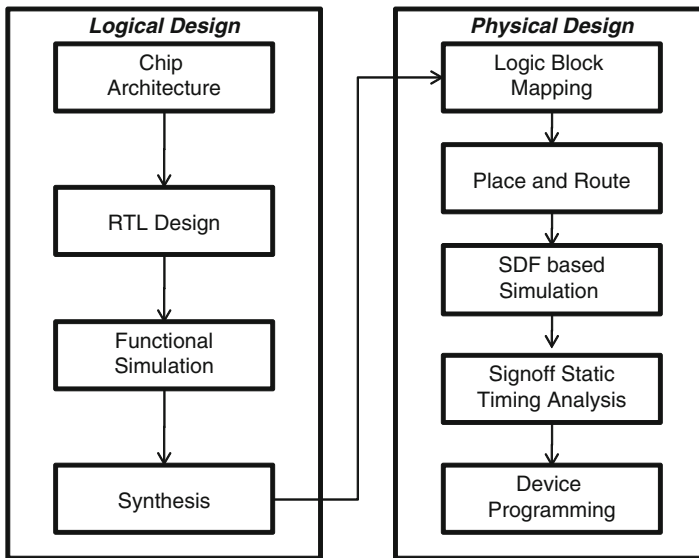 Logical Design
Chip
Architecture
RTL Design
Functional
Simulation
Synthesis
Physical Design
Logic Block
Mapping
Place and Route
SDF based
Simulation
Signoff Static
Timing Analysis
Device
Programming